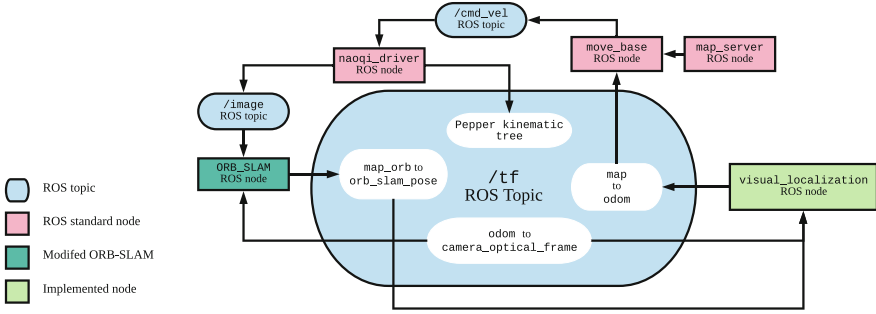 /cmd_vel
ROS topic
naoqi_driver
ROS node
move_base
ROS node
map_server
ROS node
/image
ROS topic
Pepper kinematic
tree
ORB_SLAM
ROS node
map_orb to
orb_slam_pose
/tf
ROS Topic
map
to
odom
visual_localization
ROS node
odom to
camera_optical_frame
ROS topic
ROS standard node
Modifed ORB-SLAM
Implemented node